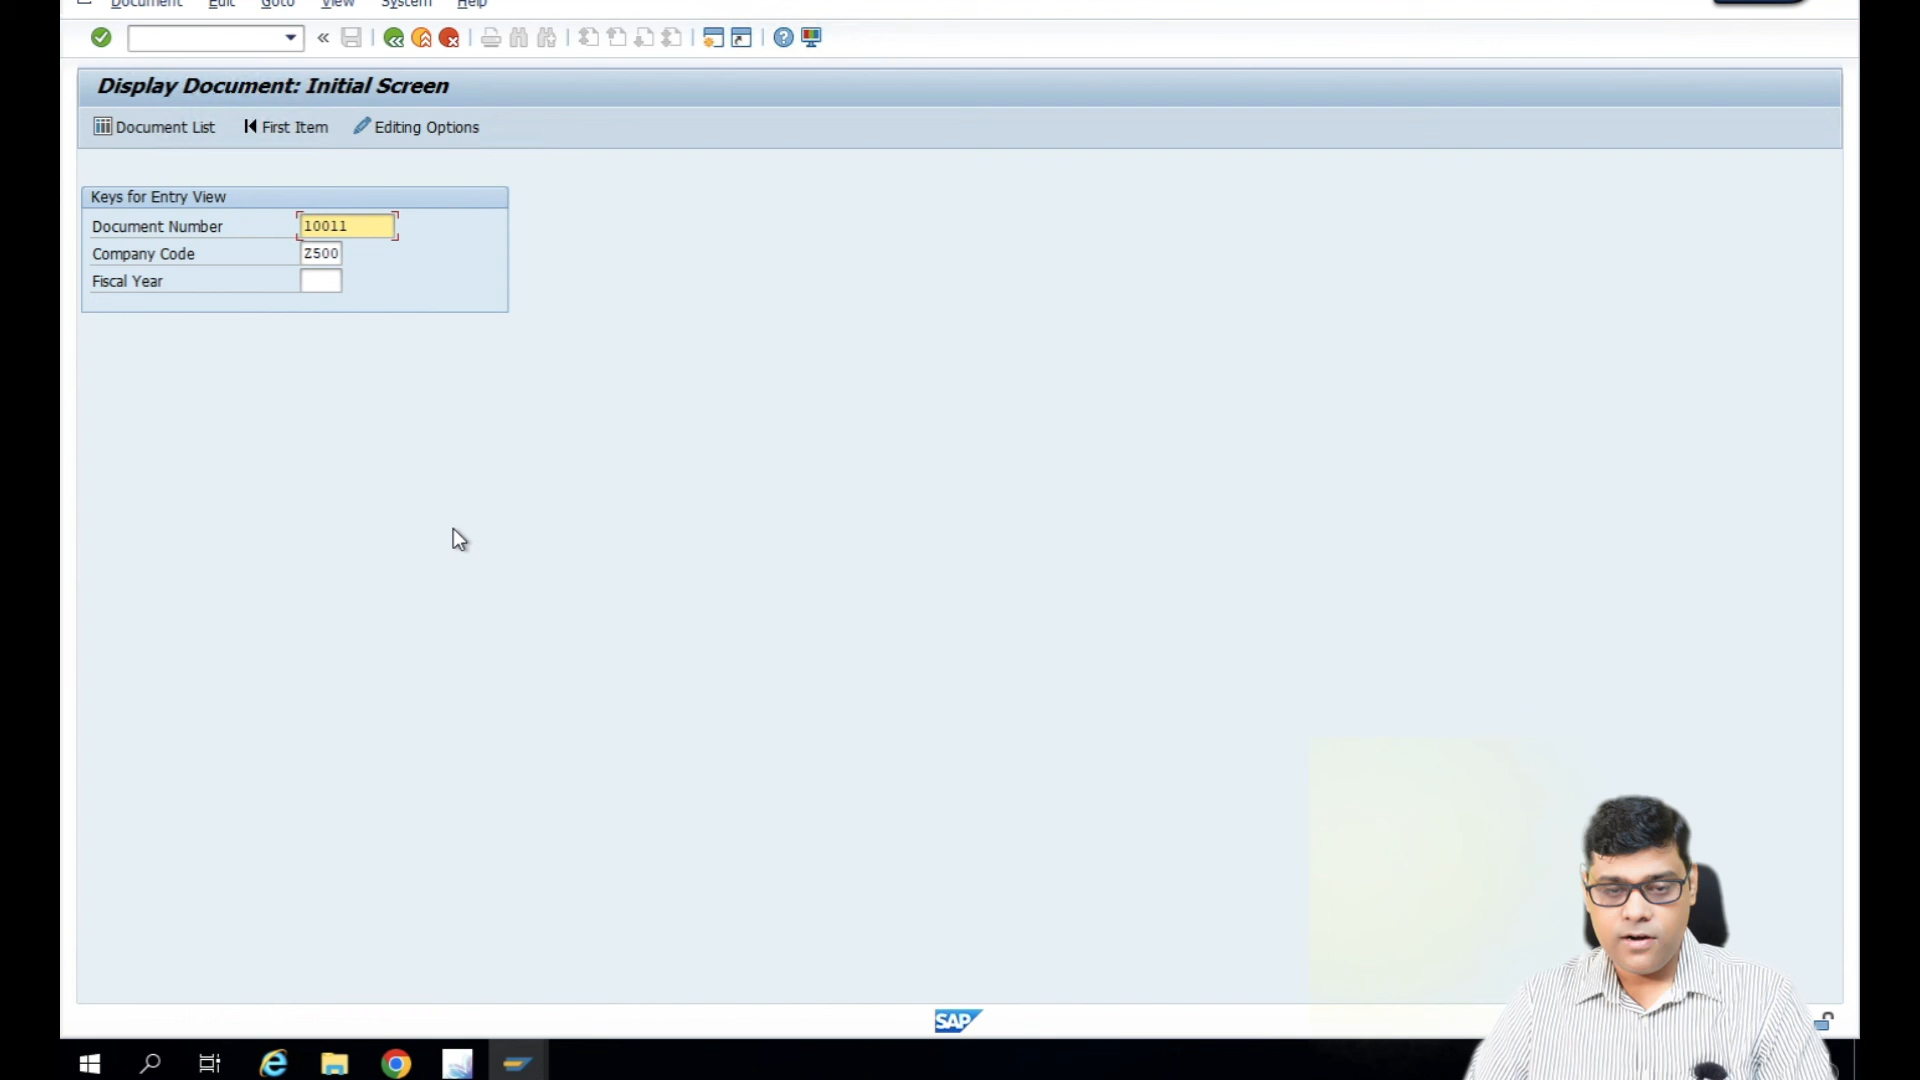 Document Edit Goto View System Help
Display Document: Initial Screen
Document List First Item Editing Options
Keys for Entry View
Document Number 10011
Company Code Z500
Fiscal Year
SAP